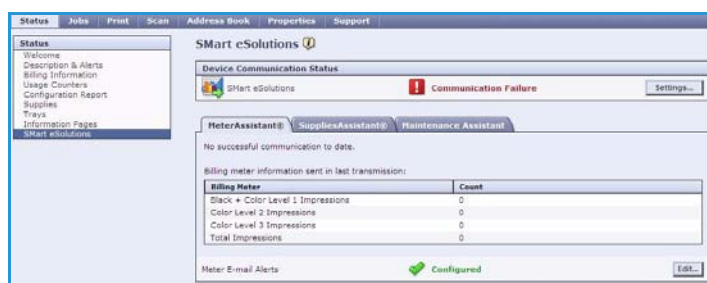 Status Jobs Print Scan Address Book Properties Support
Status
Welcome
Description & Alerts
Billing Information
Usage Counters
Configuration Report
Supplies
Trays
Information Pages
SMart eSolutions
SMart eSolutions
Device Communication Status
SMart eSolutions Communication Failure Settings...
MeterAssistant® SuppliesAssistant® Maintenance Assistant
No successful communication to date.
Billing meter information sent in last transmission:
Billing Meter Count
Black + Color Level 1 Impressions 0
Color Level 2 Impressions 0
Color Level 3 Impressions 0
Total Impressions 0
Meter E-mail Alerts Configured Edit...